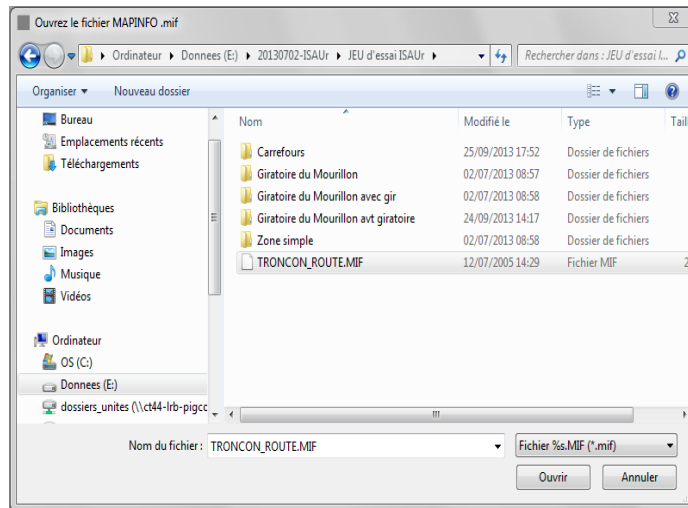 Ouvrez le fichier MAPINFO .mif
Ordinateur Donnees (E:) 20130702-ISAUr JEU d'essai ISAUr
Rechercher dans : JEU d'essai I...
Organiser Nouveau dossier
Bureau
Emplacements récents
Téléchargements
Bibliothèques
Documents
Images
Musique
Vidéos
Ordinateur
OS (C:)
Donnees (E:)
dossiers_unites (\\ct44-lrb-pigcc
Nom Modifié le Type Tail
Carrefours 25/09/2013 17:52 Dossier de fichiers
Giratoire du Mourillon 02/07/2013 08:57 Dossier de fichiers
Giratoire du Mourillon avec gir 02/07/2013 08:58 Dossier de fichiers
Giratoire du Mourillon avt giratoire 24/09/2013 14:17 Dossier de fichiers
Zone simple 02/07/2013 08:58 Dossier de fichiers
TRONCON_ROUTE.MIF 12/07/2005 14:29 Fichier MIF 2
Nom du fichier : TRONCON_ROUTE.MIF Fichier %s.MIF (*.mif)
Ouvrir Annuler